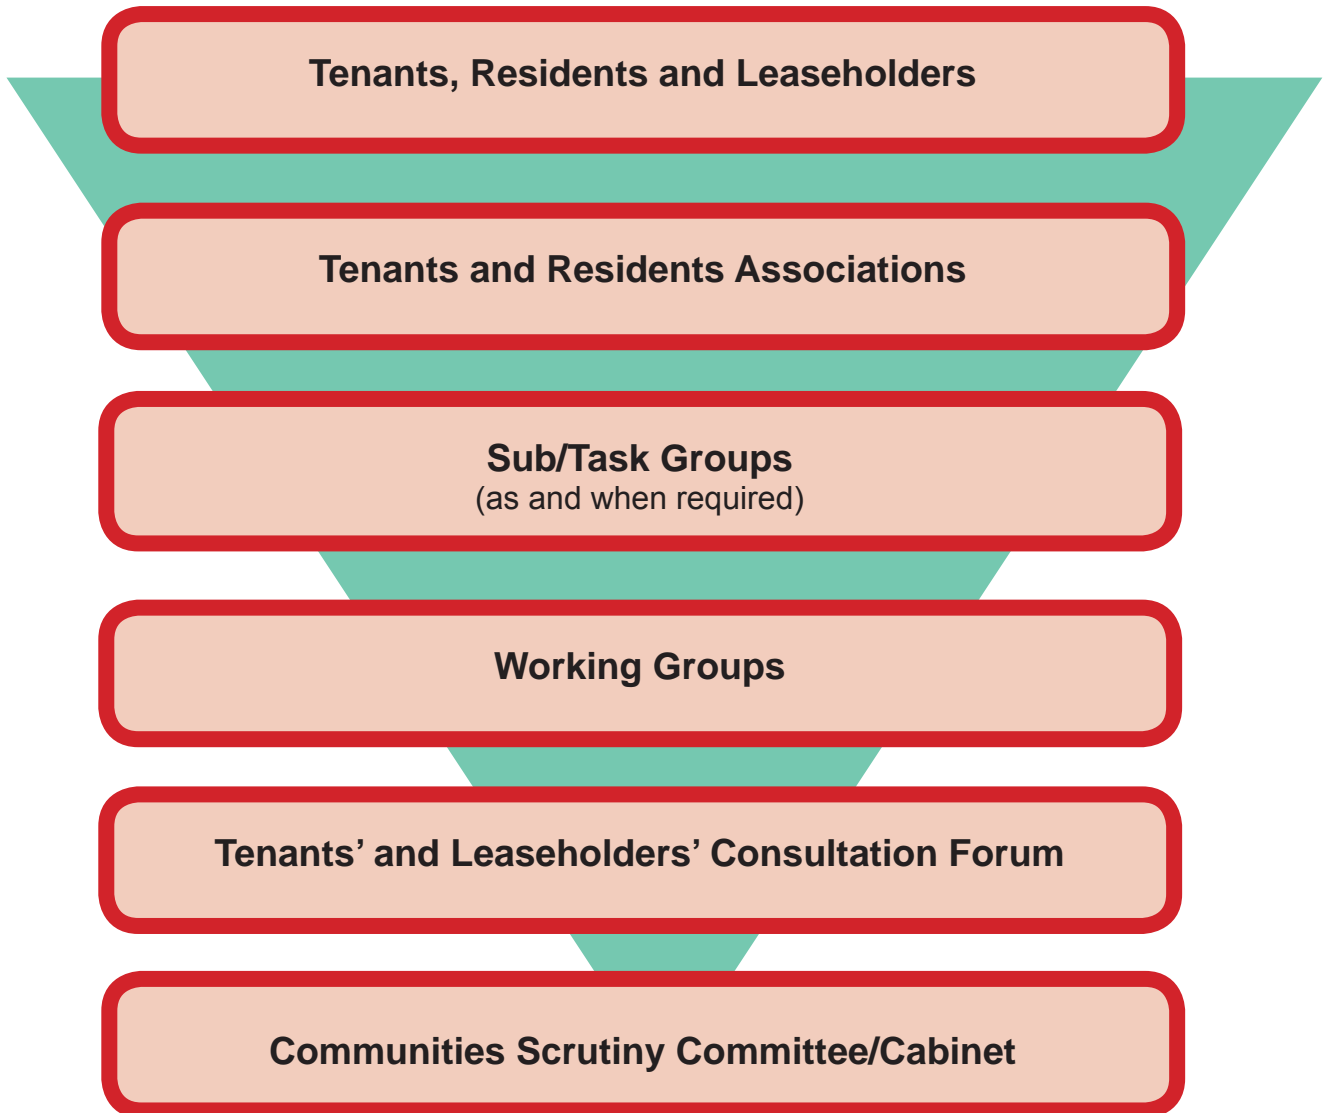 Tenants, Residents and Leaseholders
Tenants and Residents Associations
Sub/Task Groups
(as and when required)
Working Groups
Tenants’ and Leaseholders’ Consultation Forum
Communities Scrutiny Committee/Cabinet